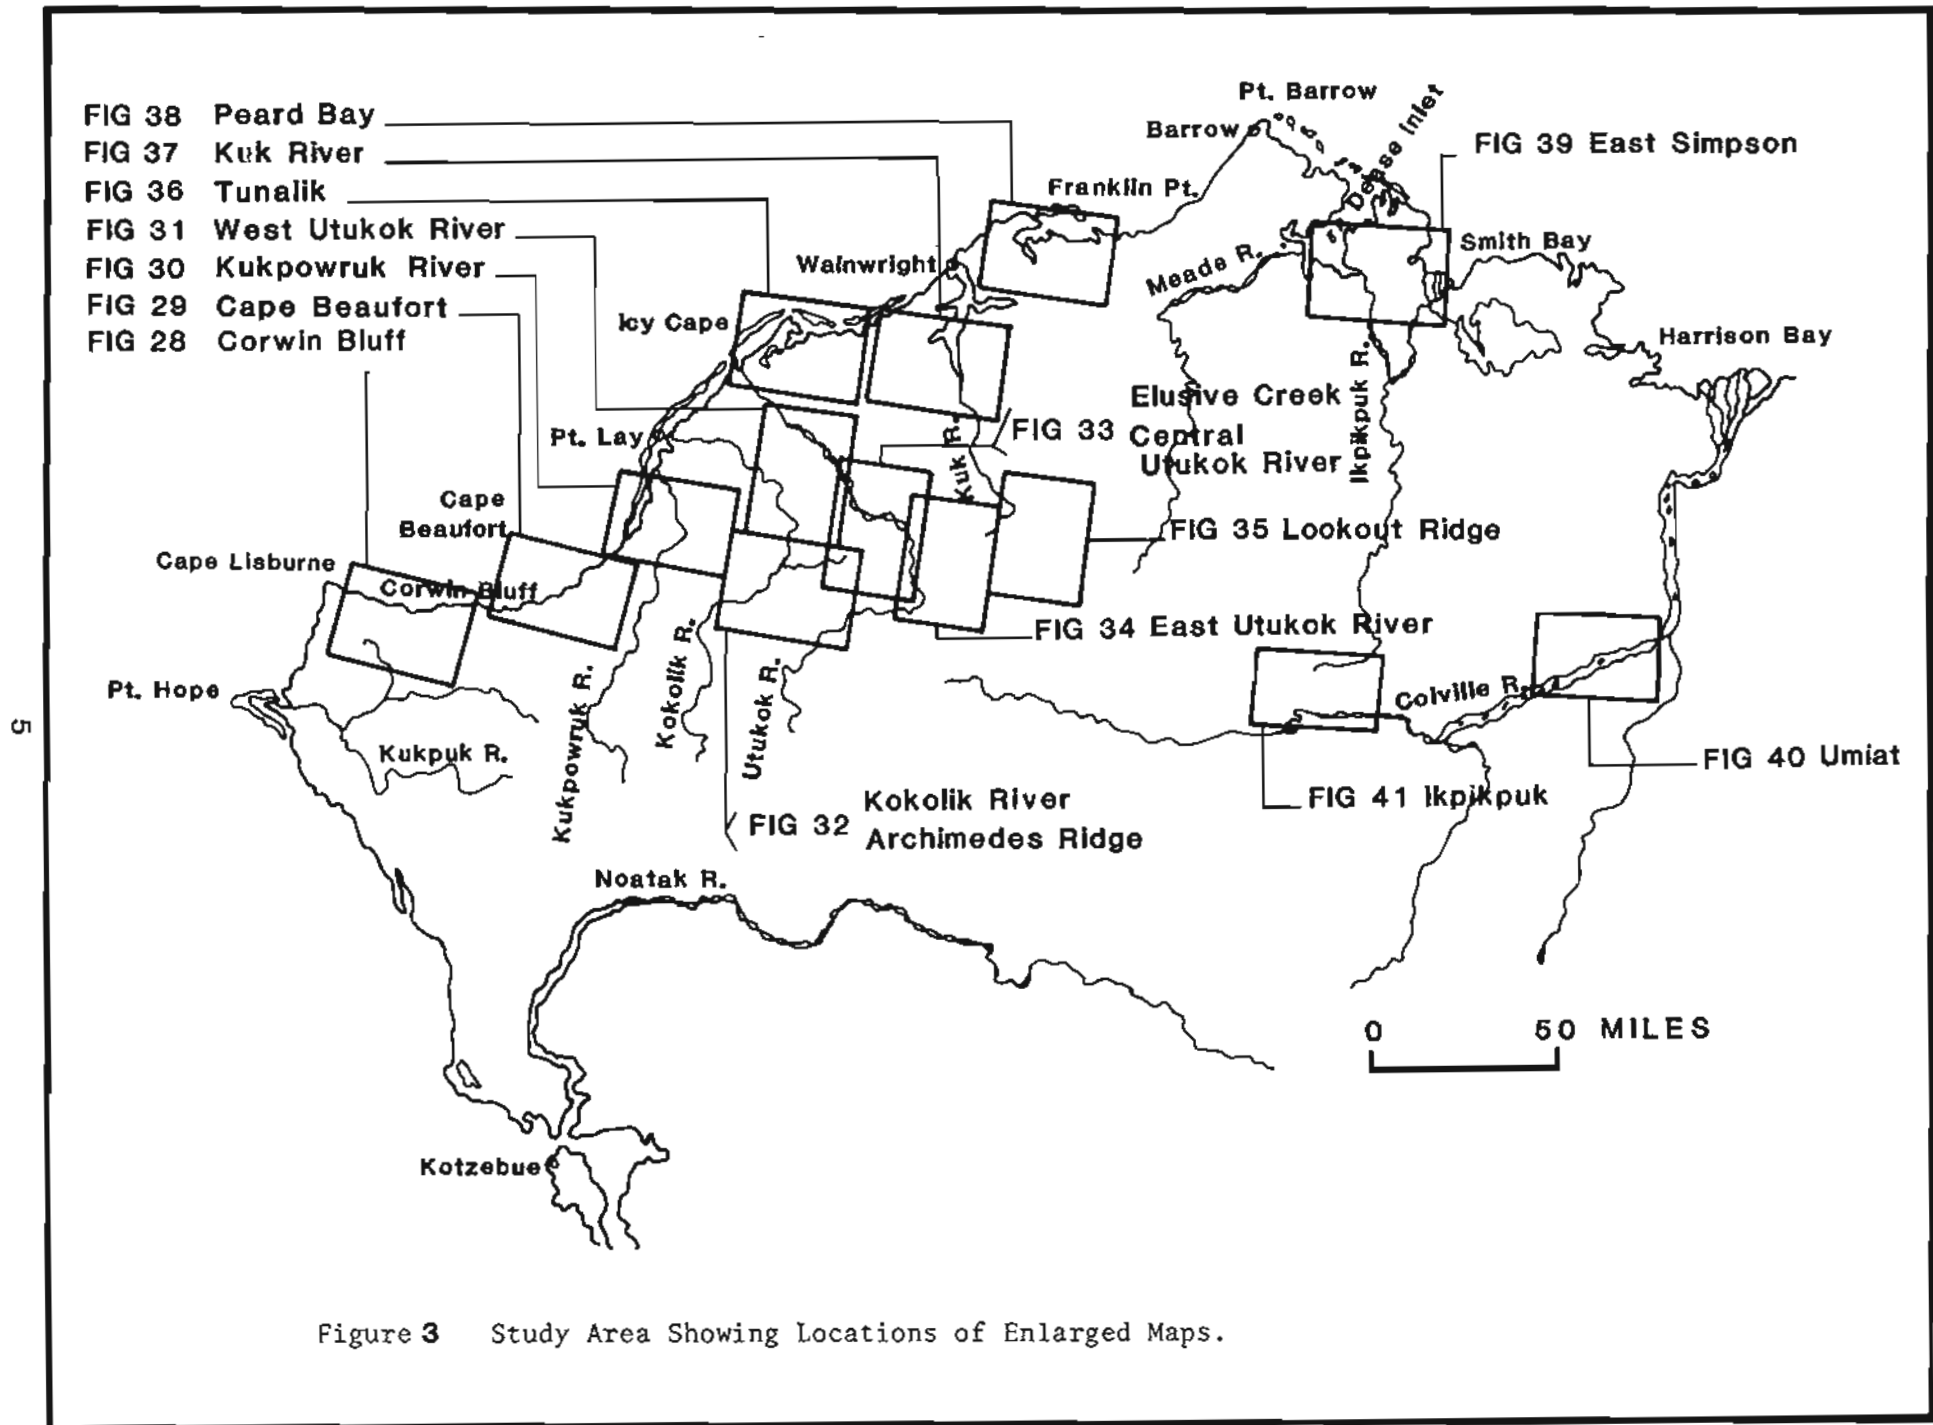 FIG 38 Peard Bay
FIG 37 Kuk River
FIG 36 Tunalik
FIG 31 West Utukok River
FIG 30 Kukpowruk River
FIG 29 Cape Beaufort
FIG 28 Corwin Bluff
Pt. Barrow
Barrow
Dease Inlet
FIG 39 East Simpson
Franklin Pt.
Smith Bay
Wainwright
Meade R.
Icy Cape
Harrison Bay
Ikpikpuk R.
Elusive Creek
FIG 33 Central
Utukok River
Pt. Lay
Kuk R.
Cape
Beaufort
FIG 35 Lookout Ridge
Cape Lisburne
Corwin Bluff
FIG 34 East Utukok River
Pt. Hope
Kukpowruk R.
Kokolik R.
Utukok R.
Colville R.
Kukpuk R.
FIG 40 Umiat
FIG 41 Ikpikpuk
FIG 32 Kokolik River
Archimedes Ridge
Noatak R.
0 50 MILES
Kotzebue
5
Figure 3 Study Area Showing Locations of Enlarged Maps.